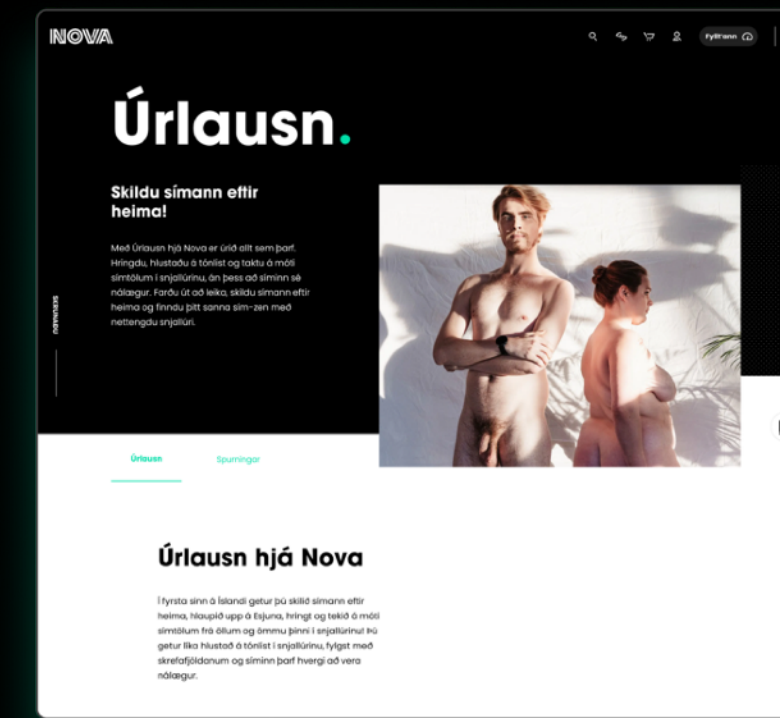 NOVA
Fyllt'ann
Úrlausn.
Skildu símann eftir
heima!
Með Úrlausn hjá Nova er úrið allt sem þarf.
Hringdu, hlustaðu á tónlist og taktu á móti
símtölum í snjallúrinu, án þess að síminn sé
nálægur. Farðu út að leika, skildu símann eftir
heima og finndu þitt sanna sím-zen með
nettengdu snjallúri.
SKRUNAÐU
Úrlausn
Spurningar
Úrlausn hjá Nova
Í fyrsta sinn á Íslandi getur þú skilið símann eftir
heima, hlaupið upp á Esjuna, hringt og tekið á móti
símtölum frá öllum og ömmu þinni í snjallúrinu! Þú
getur líka hlustað á tónlist í snjallúrinu, fylgst með
skrefafjöldanum og síminn þarf hvergi að vera
nálægur.